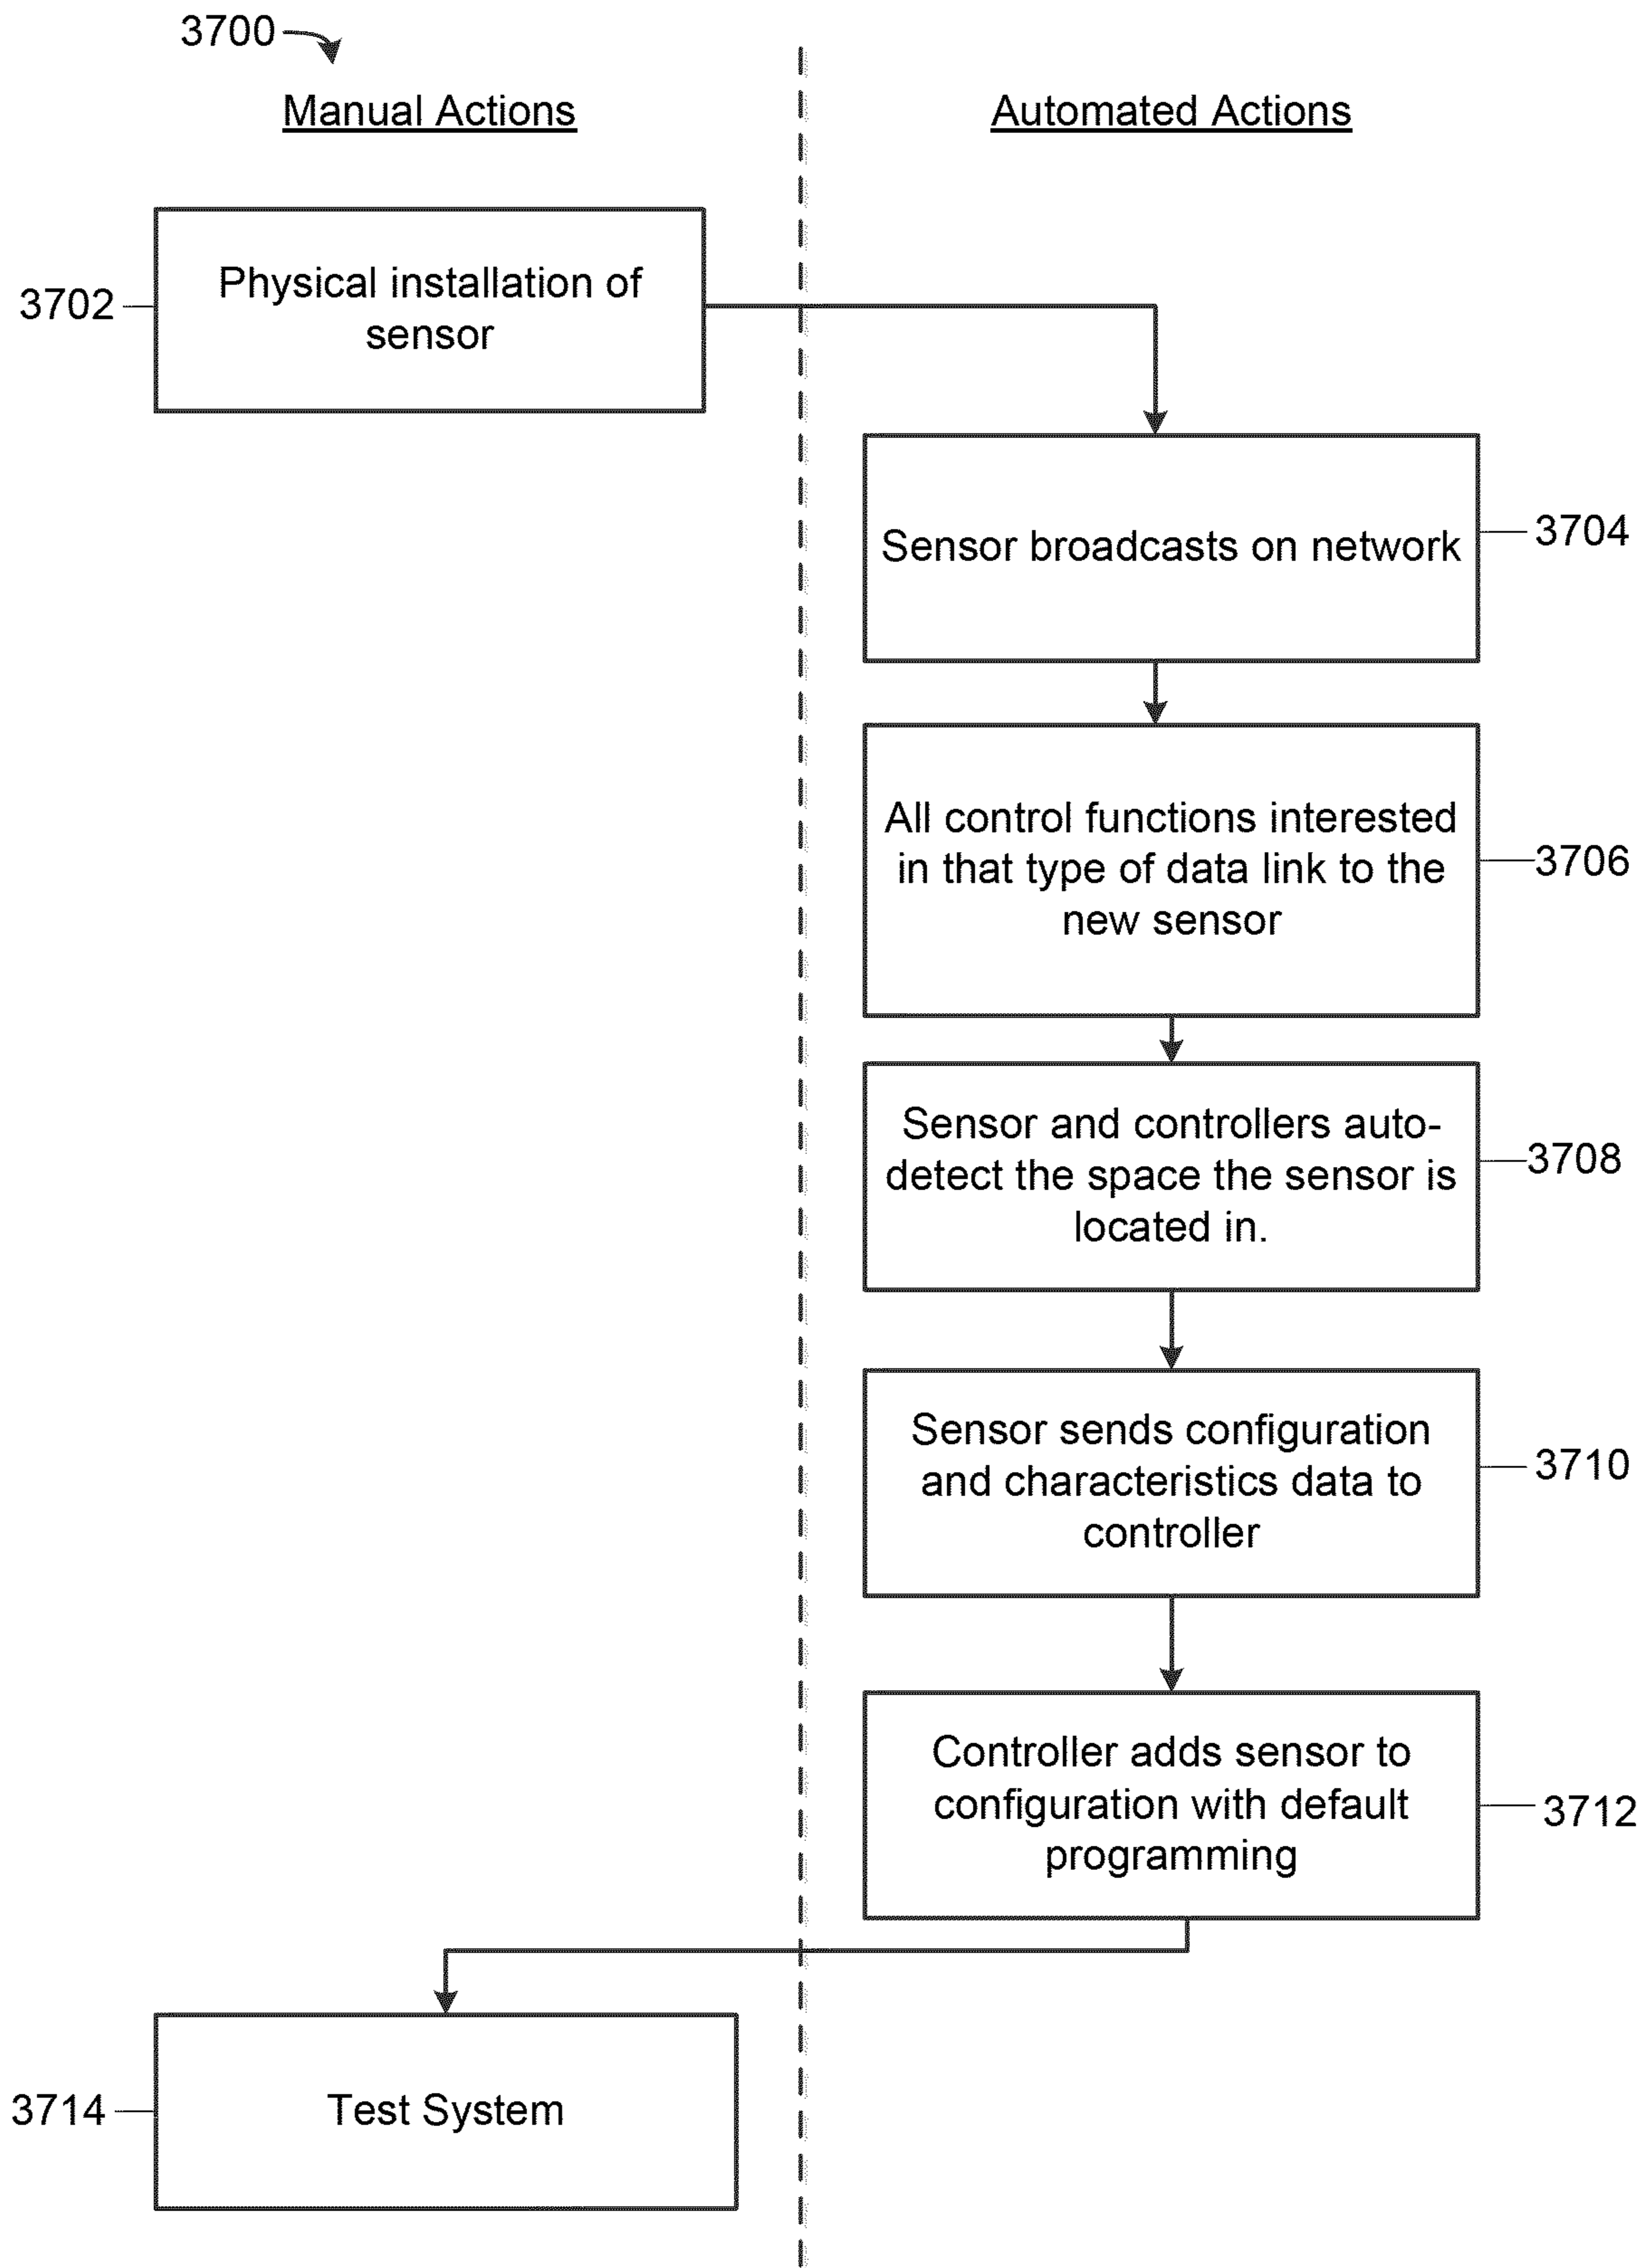 3700
Manual Actions
Automated Actions
3702
Physical installation of
sensor
Sensor broadcasts on network
3704
All control functions interested
in that type of data link to the
new sensor
3706
Sensor and controllers auto-
detect the space the sensor is
located in.
3708
Sensor sends configuration
and characteristics data to
controller
3710
Controller adds sensor to
configuration with default
programming
3712
3714
Test System